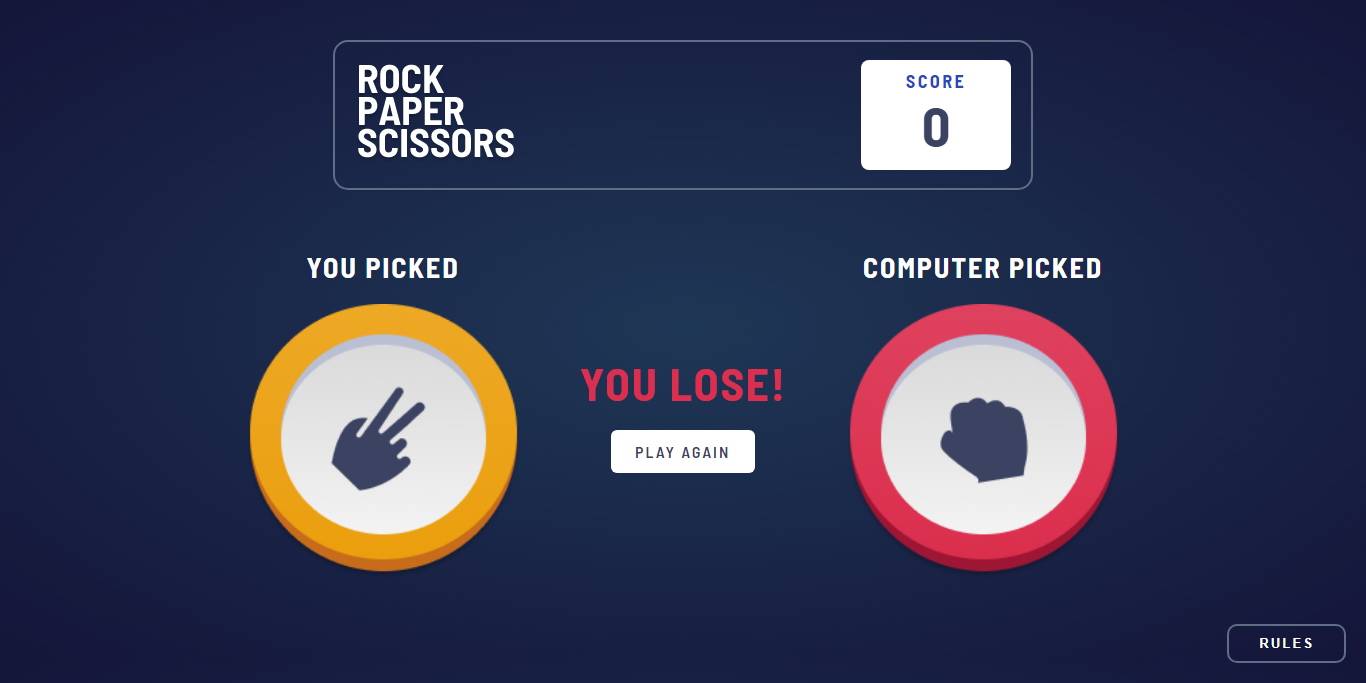 ROCK
PAPER
SCISSORS
SCORE
0
YOU PICKED
COMPUTER PICKED
YOU LOSE!
PLAY AGAIN
RULES